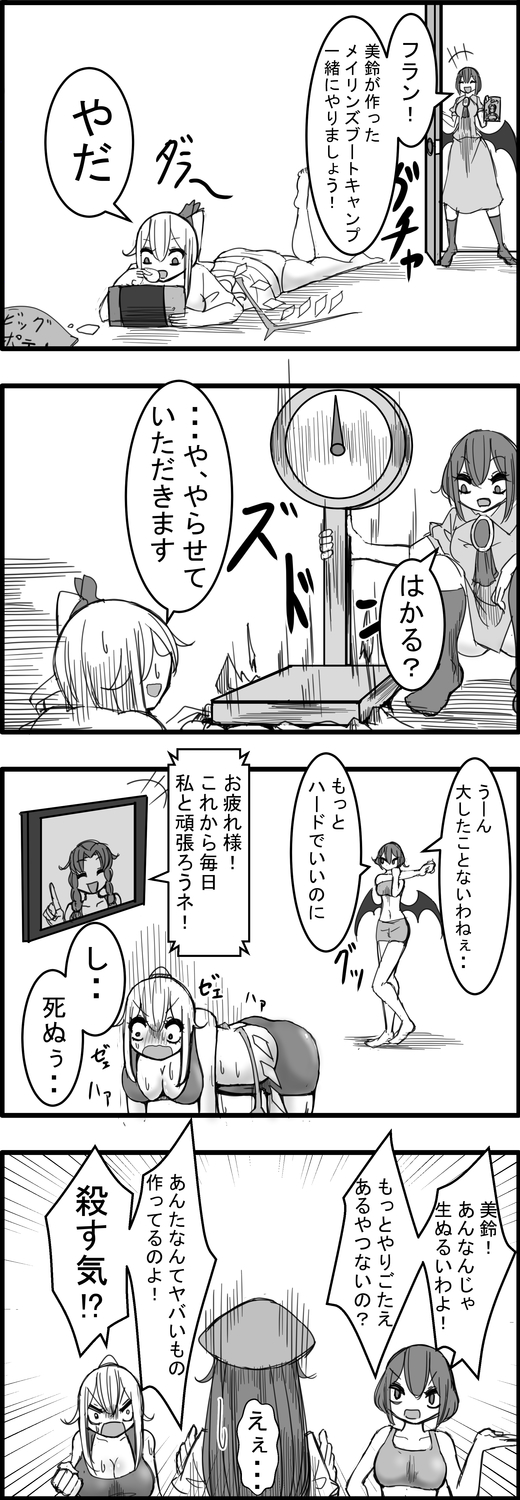 フラン！
美鈴が作った
メイリンズブートキャンプ
一緒にやりましょう！
ガチャ
ダラ〜
やだ
ビッグ
ポテト
はかる？
ズドン
・・・や、やらせて
いただきます
うーん
大したことないわねぇ・・
もっと
ハードでいいのに
グッ
お疲れ様！
これから毎日
私と頑張ろうネ！
し・・
死ぬぅ・・
ゼェ
ハァ
ゼェ
ハァ
美鈴！
あんなんじゃ
生ぬるいわよ！
もっとやりごたえ
あるやつないの？
あんたなんてヤバいもの
作ってるのよ！
殺す気！？
えぇ・・・